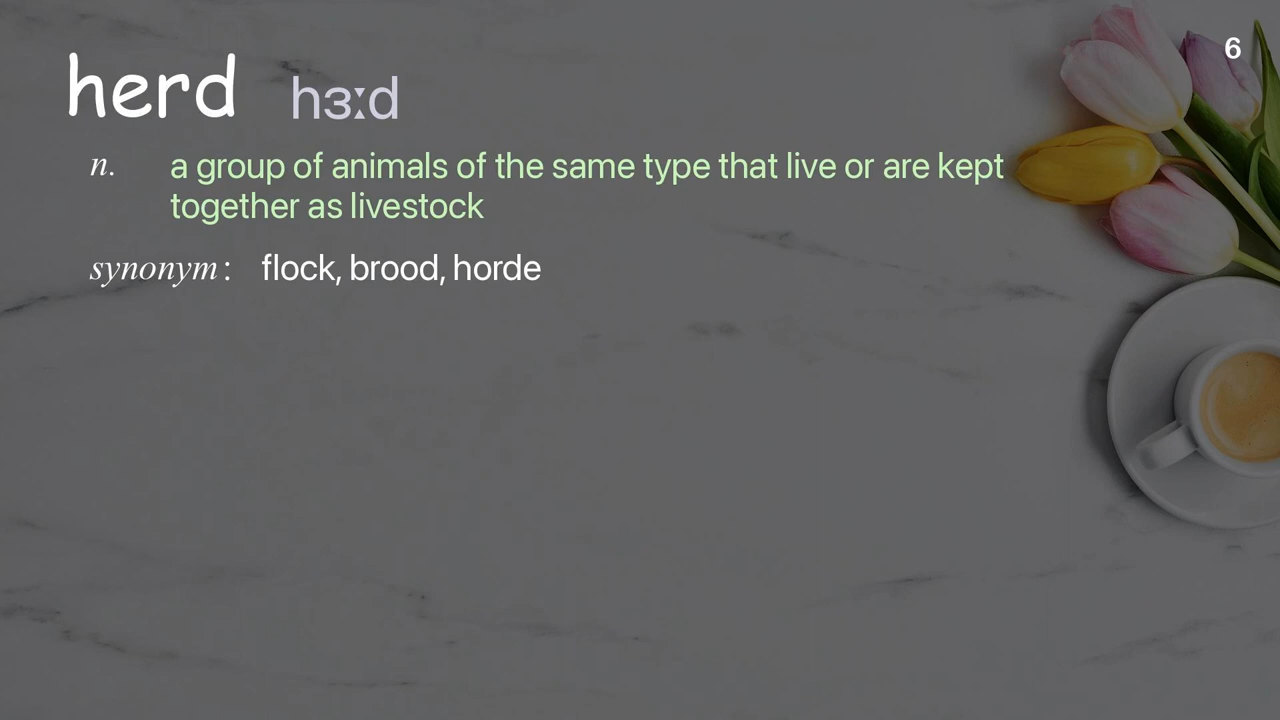 6
herd hɜːd
n. a group of animals of the same type that live or are kept
together as livestock
synonym: flock, brood, horde